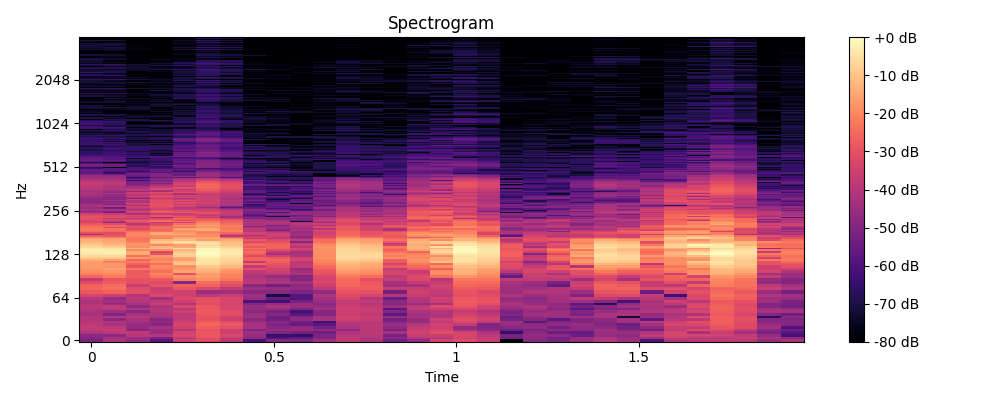 Spectrogram
Hz
2048
1024
512
256
128
64
0
0
0.5
1
1.5
Time
+0 dB
-10 dB
-20 dB
-30 dB
-40 dB
-50 dB
-60 dB
-70 dB
-80 dB